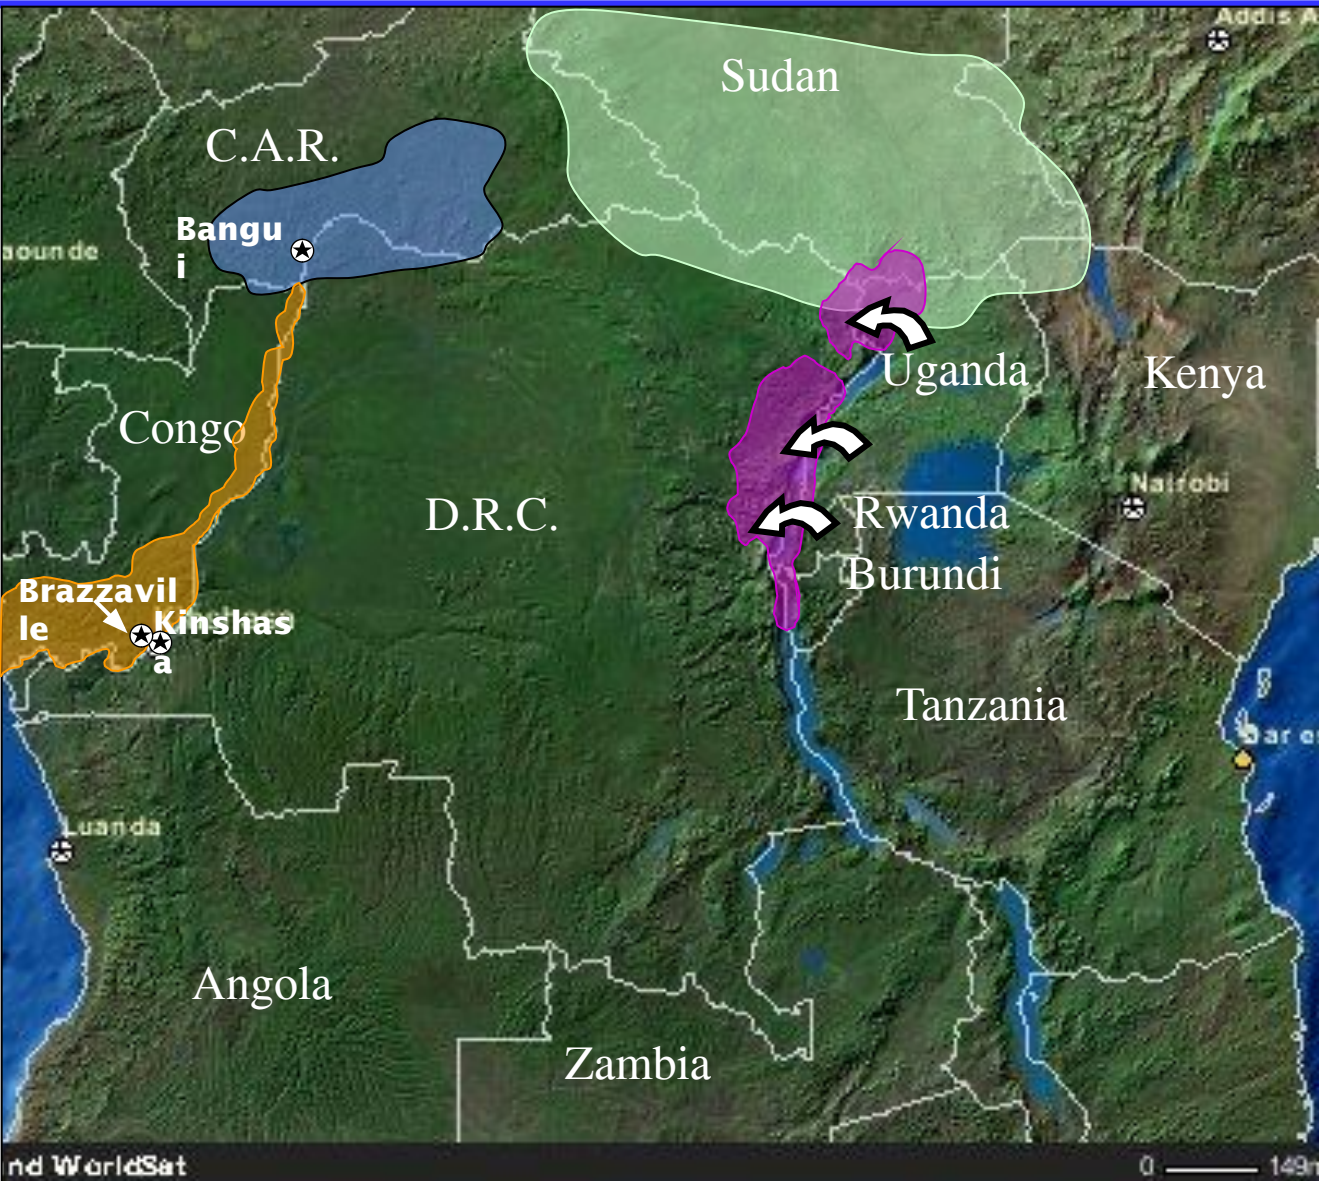 Addis A
Sudan
C.A.R.
Bangu
i
aounde
Uganda
Kenya
Congo
Nairobi
D.R.C.
Rwanda
Burundi
Brazzavil
le
Kinshas
a
Tanzania
Dar es
Luanda
Angola
Zambia
nd WorldSat
0 149m